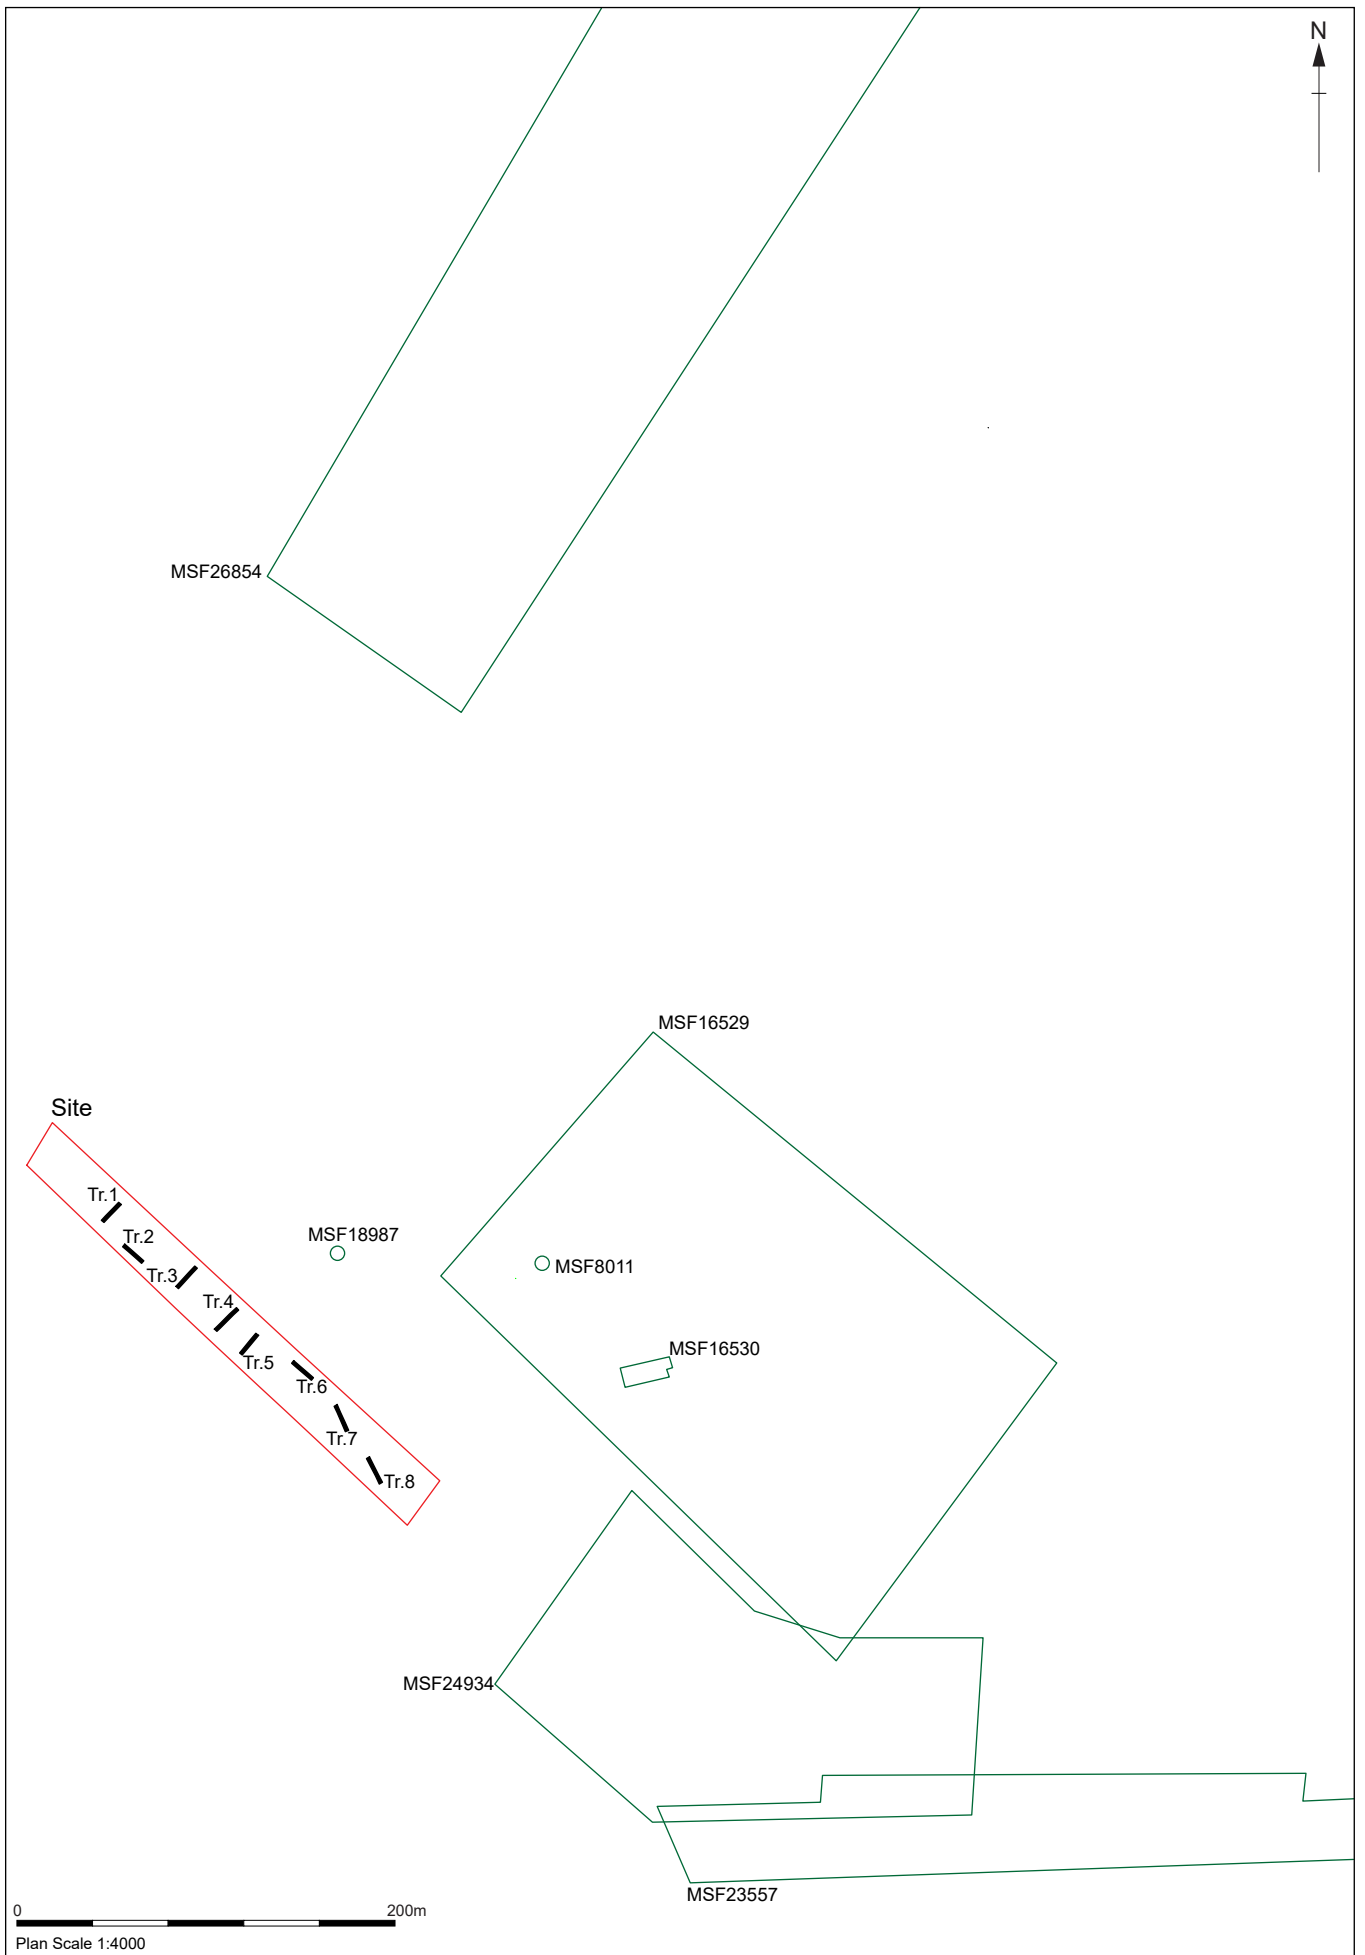 N
MSF26854
MSF16529
Site
Tr.1
Tr.2
MSF18987
MSF8011
Tr.3
Tr.4
MSF16530
Tr.5
Tr.6
Tr.7
Tr.8
MSF24934
MSF23557
0 200m
Plan Scale 1:4000